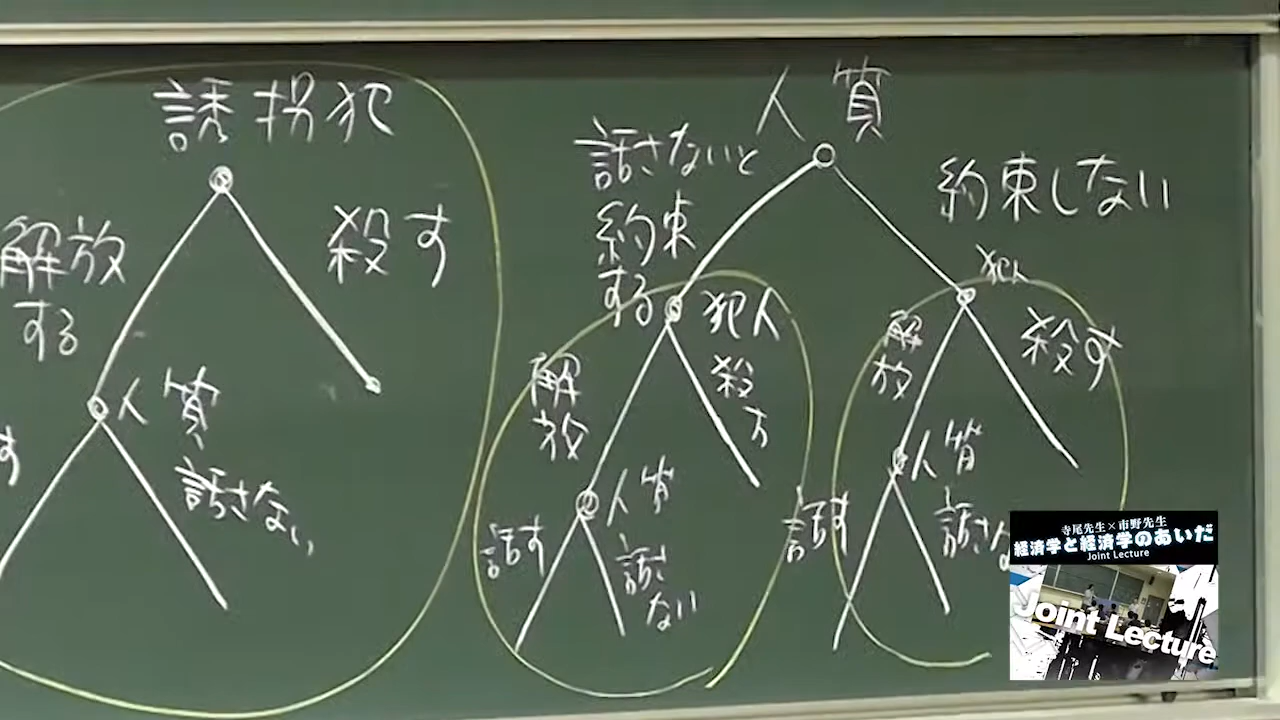 誘拐犯
解放
する
殺す
人質
す
話さない
人質
話さないと
約束
する
約束しない
犯人
解放
殺す
人質
話す
話さ
ない
犯人
解放
殺す
人質
話す
話さな
寺尾先生×市野先生
経済学と経済学のあいだ
Joint Lecture
Joint Lecture